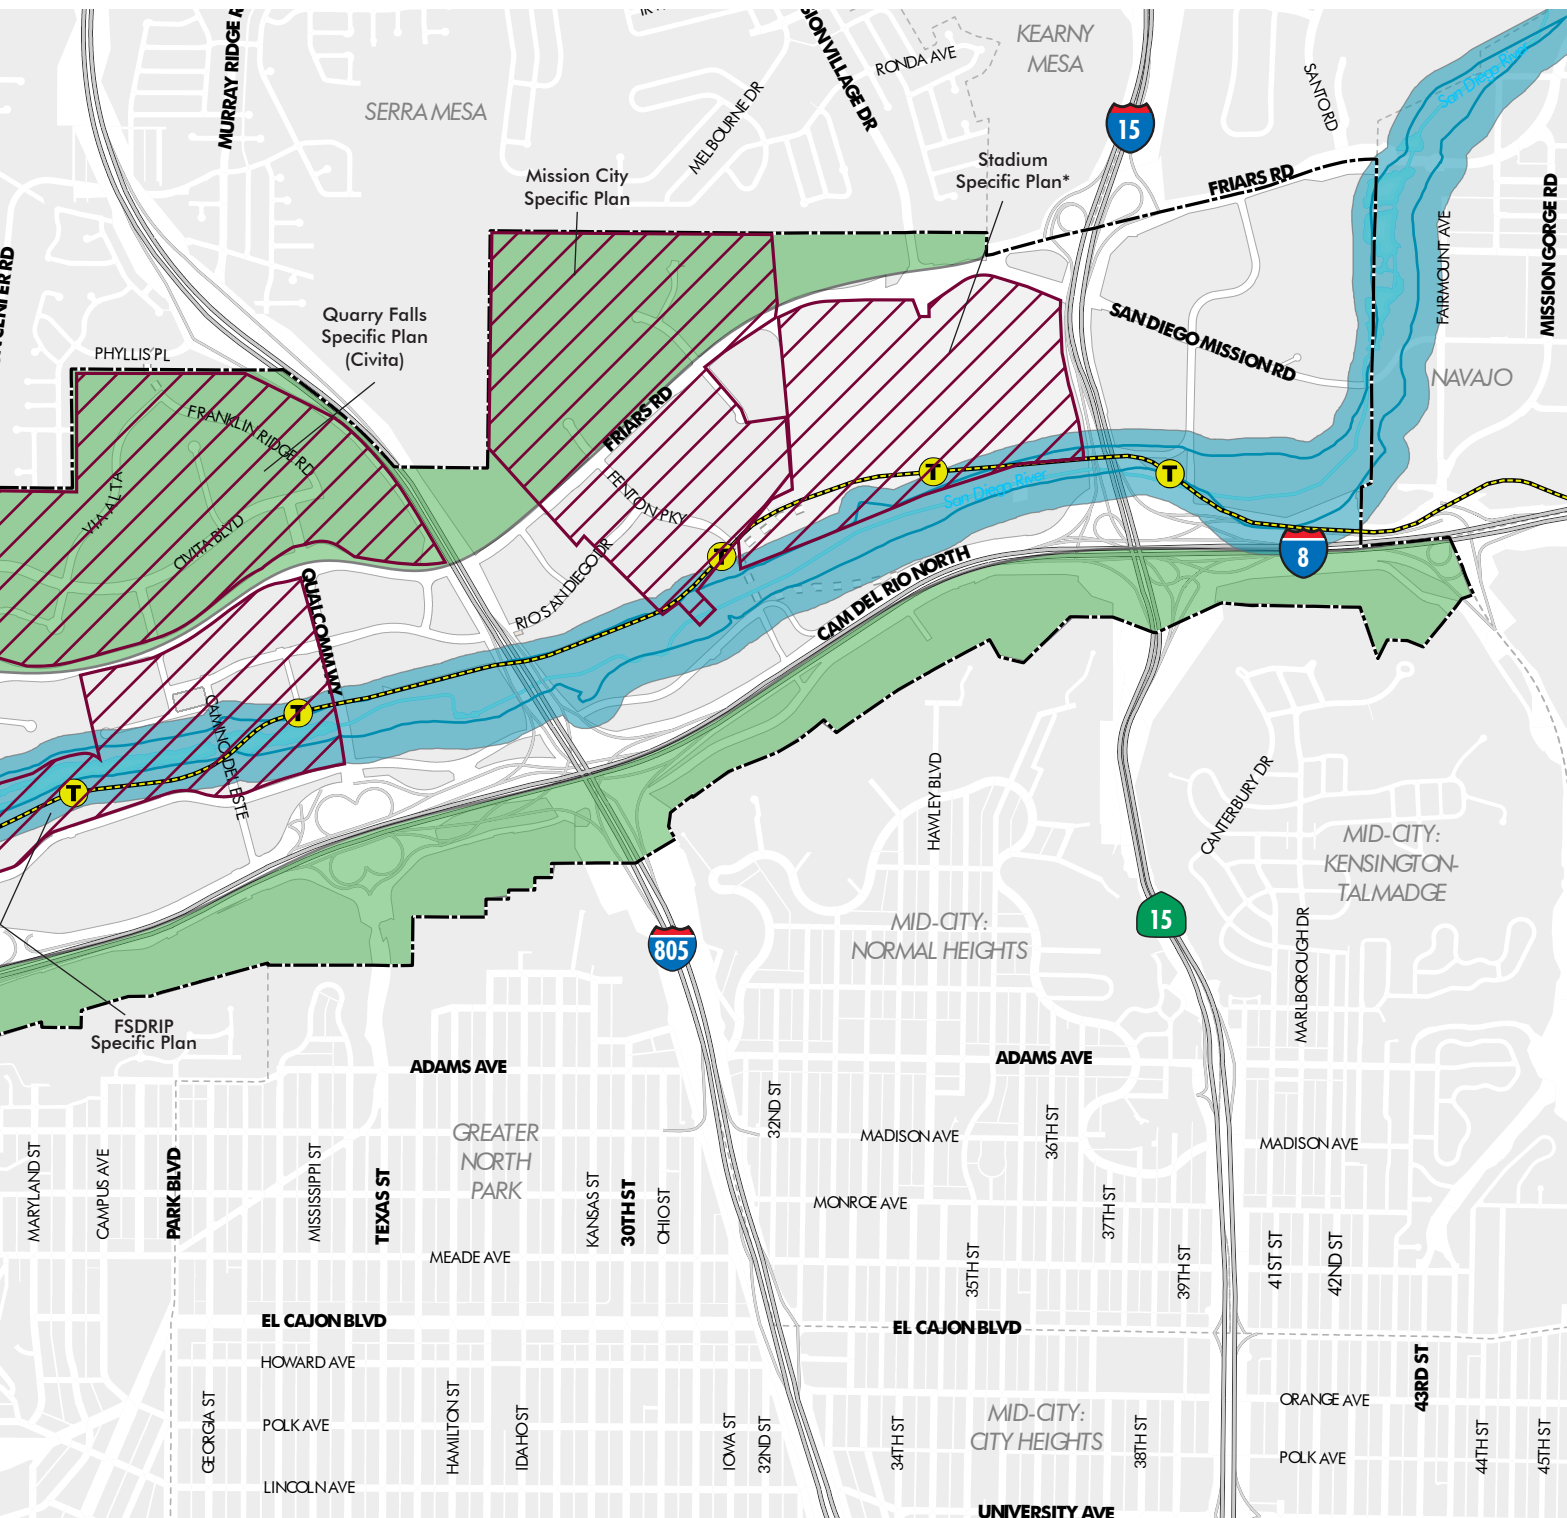 KEARNY
MESA
RONDA AVE
MURRAY RIDGE
SERRA MESA
MELBOURNE DR
VILLAGE DR
SANTO RD
San Diego River
15
Mission City
Specific Plan
Stadium
Specific Plan*
FRIARS RD
FAIRMOUNT AVE
MISSION GORGE RD
RD
Quarry Falls
Specific Plan
(Civita)
PHYLLIS PL
SAN DIEGO MISSION RD
NAVAJO
FRANKLIN RIDGE RD
FRIARS RD
VIA ALTA
CIVITA BLVD
FENTON PKY
T
San Diego River
T
T
RIO SAN DIEGO DR
CAM DEL RIO NORTH
8
QUALCOMM WY
CAMINO DEL ESTE
T
T
HAWLEY BLVD
CANTERBURY DR
MID-CITY:
KENSINGTON-
TALMADGE
MID-CITY:
NORMAL HEIGHTS
15
805
MARLBOROUGH DR
FSDRIP
Specific Plan
ADAMS AVE
ADAMS AVE
32ND ST
GREATER
NORTH
PARK
MADISON AVE
36TH ST
MADISON AVE
MARYLAND ST
CAMPUS AVE
PARK BLVD
MISSISSIPPI ST
TEXAS ST
KANSAS ST
30TH ST
OHIO ST
MONROE AVE
37TH ST
MEADE AVE
35TH ST
39TH ST
41ST ST
42ND ST
EL CAJON BLVD
EL CAJON BLVD
HOWARD AVE
43RD ST
GEORGIA ST
POLK AVE
HAMILTON ST
IDAHO ST
IOWA ST
32ND ST
34TH ST
MID-CITY:
CITY HEIGHTS
38TH ST
ORANGE AVE
POLK AVE
44TH ST
45TH ST
LINCOLN AVE
UNIVERSITY AVE